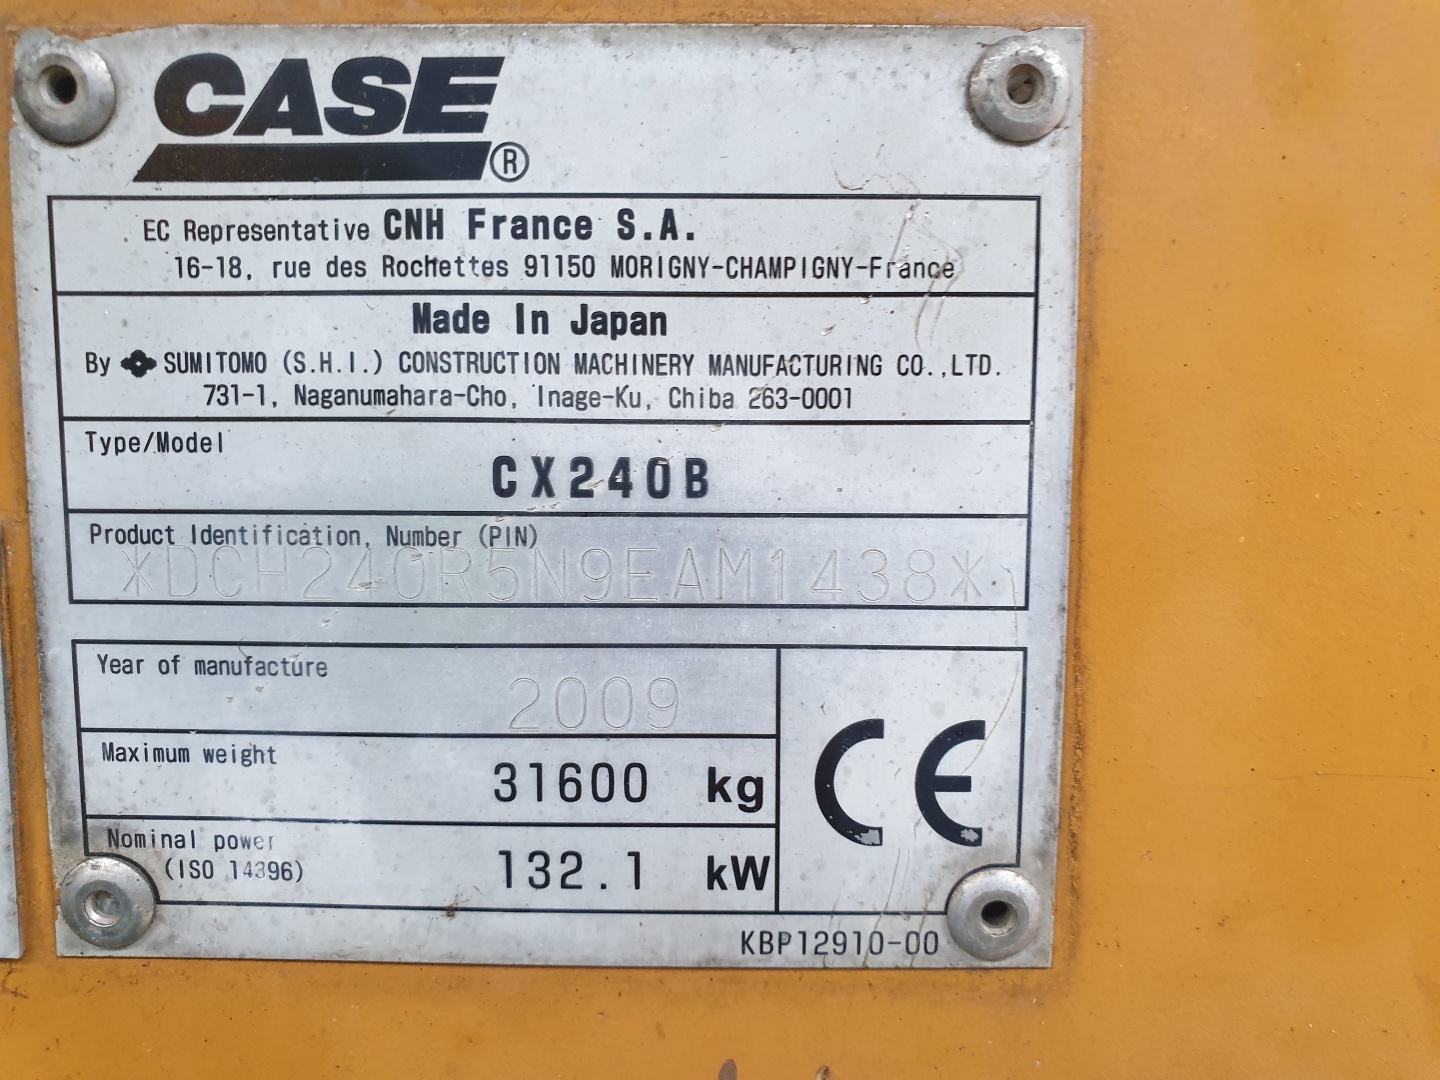 CASE®
EC Representative CNH France S.A.
16-18, rue des Rochettes 91150 MORIGNY-CHAMPIGNY-France
Made In Japan
By SUMITOMO (S.H.I.) CONSTRUCTION MACHINERY MANUFACTURING CO.,LTD.
731-1, Naganumahara-Cho, Inage-Ku, Chiba 263-0001
Type/Model
CX240B
Product Identification, Number (PIN)
*DCH240R5N9EAM1438*
Year of manufacture
2009
Maximum weight
31600 kg
Nominal power
(ISO 14396)
132.1 kW
CE
KBP12910-00